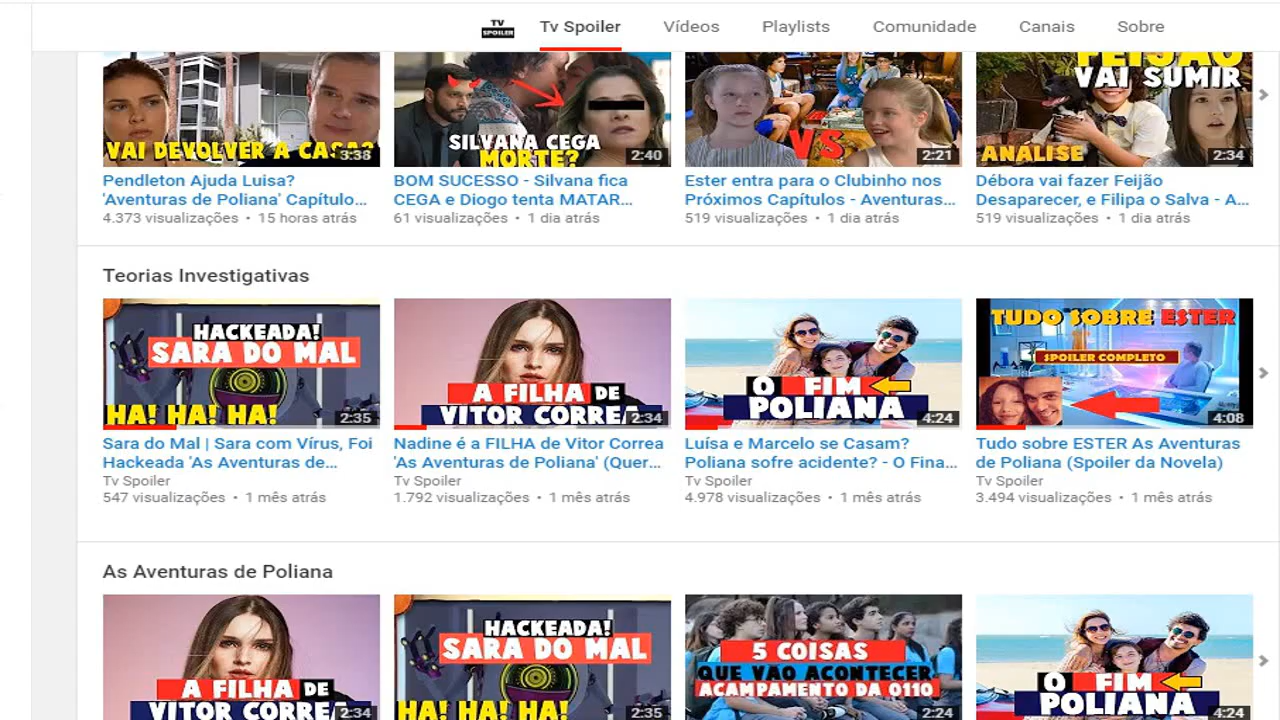 TV
SPOILER
Tv Spoiler
Vídeos
Playlists
Comunidade
Canais
Sobre
VAI DEVOLVER A CASA?
3:38
SILVANA CEGA
MORTE?
2:40
VS
2:21
FEIJÃO
VAI SUMIR
ANALISE
2:34
Pendleton Ajuda Luisa?
'Aventuras de Poliana' Capítulo...
4.373 visualizações • 15 horas atrás
BOM SUCESSO - Silvana fica
CEGA e Diogo tenta MATAR...
61 visualizações • 1 dia atrás
Ester entra para o Clubinho nos
Próximos Capítulos - Aventuras...
519 visualizações • 1 dia atrás
Débora vai fazer Feijão
Desaparecer, e Filipa o Salva - A...
519 visualizações • 1 dia atrás
Teorias Investigativas
HACKEADA!
SARA DO MAL
HA! HA! HA!
2:35
A FILHA DE
VITOR CORREA
2:34
O FIM
POLIANA
4:24
TUDO SOBRE ESTER
SPOILER COMPLETO
4:08
Sara do Mal | Sara com Vírus, Foi
Hackeada 'As Aventuras de...
Tv Spoiler
547 visualizações • 1 mês atrás
Nadine é a FILHA de Vitor Correa
'As Aventuras de Poliana' (Quer...
Tv Spoiler
1.792 visualizações • 1 mês atrás
Luísa e Marcelo se Casam?
Poliana sofre acidente? - O Fina...
Tv Spoiler
4.978 visualizações • 1 mês atrás
Tudo sobre ESTER As Aventuras
de Poliana (Spoiler da Novela)
Tv Spoiler
3.494 visualizações • 1 mês atrás
As Aventuras de Poliana
A FILHA DE
VITOR CORREA
2:34
HACKEADA!
SARA DO MAL
HA! HA! HA!
2:35
5 COISAS
QUE VÃO ACONTECER
ACAMPAMENTO DA O11O
2:24
O FIM
POLIANA
4:24